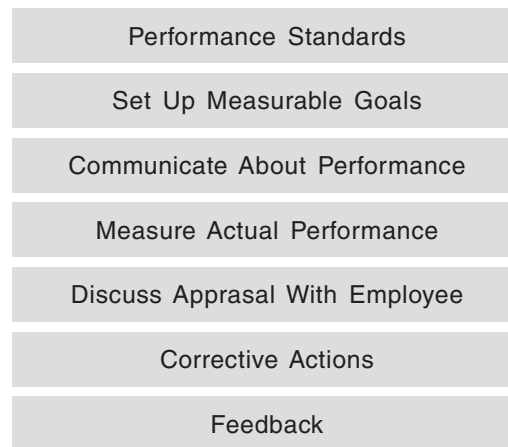 Performance Standards
Set Up Measurable Goals
Communicate About Performance
Measure Actual Performance
Discuss Apprasal With Employee
Corrective Actions
Feedback